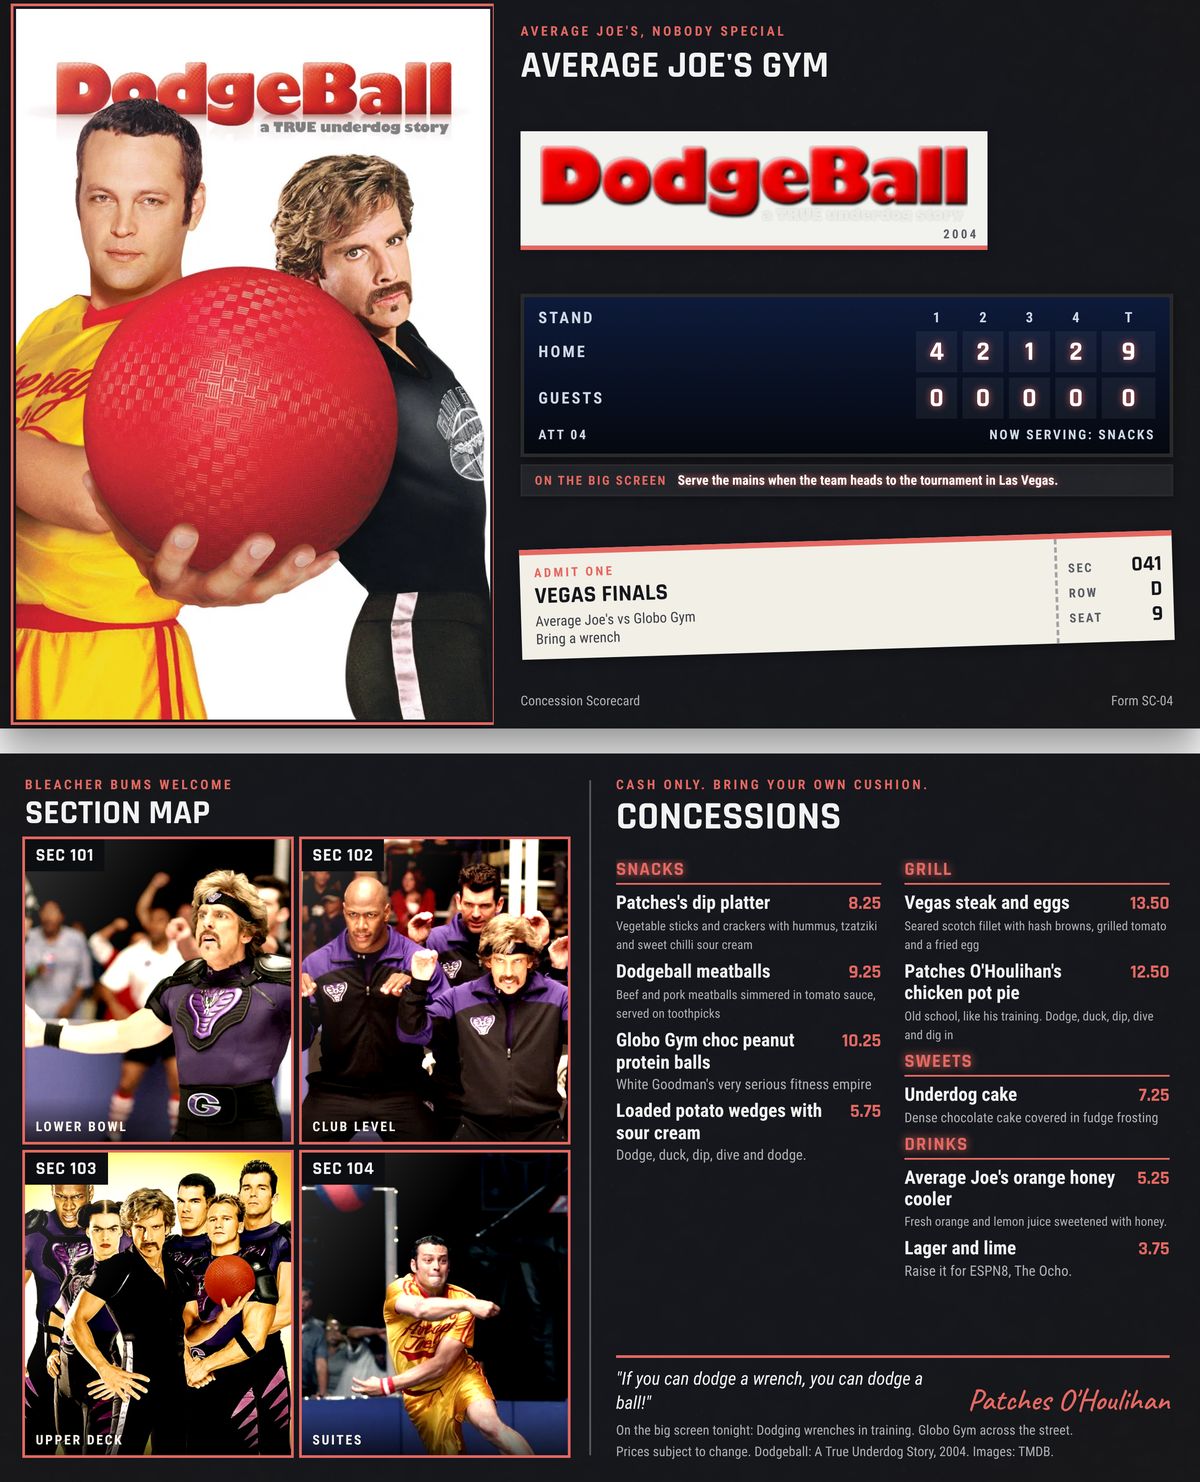 DodgeBall
a TRUE underdog story
AVERAGE JOE'S, NOBODY SPECIAL
AVERAGE JOE'S GYM
DodgeBall
a TRUE underdog story
2004
STAND 1 2 3 4 T
HOME 4 2 1 2 9
GUESTS 0 0 0 0 0
ATT 04 NOW SERVING: SNACKS
ON THE BIG SCREEN Serve the mains when the team heads to the tournament in Las Vegas.
ADMIT ONE
VEGAS FINALS
Average Joe's vs Globo Gym
Bring a wrench
SEC 041
ROW D
SEAT 9
Concession Scorecard Form SC-04
BLEACHER BUMS WELCOME
SECTION MAP
SEC 101
LOWER BOWL
SEC 102
CLUB LEVEL
SEC 103
UPPER DECK
SEC 104
Average
Joe's
SUITES
CASH ONLY. BRING YOUR OWN CUSHION.
CONCESSIONS
SNACKS
Patches's dip platter 8.25
Vegetable sticks and crackers with hummus, tzatziki
and sweet chilli sour cream
Dodgeball meatballs 9.25
Beef and pork meatballs simmered in tomato sauce,
served on toothpicks
Globo Gym choc peanut 10.25
protein balls
White Goodman's very serious fitness empire
Loaded potato wedges with 5.75
sour cream
Dodge, duck, dip, dive and dodge.
GRILL
Vegas steak and eggs 13.50
Seared scotch fillet with hash browns, grilled tomato
and a fried egg
Patches O'Houlihan's 12.50
chicken pot pie
Old school, like his training. Dodge, duck, dip, dive
and dig in
SWEETS
Underdog cake 7.25
Dense chocolate cake covered in fudge frosting
DRINKS
Average Joe's orange honey 5.25
cooler
Fresh orange and lemon juice sweetened with honey.
Lager and lime 3.75
Raise it for ESPN8, The Ocho.
"If you can dodge a wrench, you can dodge a
ball!"
Patches O'Houlihan
On the big screen tonight: Dodging wrenches in training. Globo Gym across the street.
Prices subject to change. Dodgeball: A True Underdog Story, 2004. Images: TMDB.